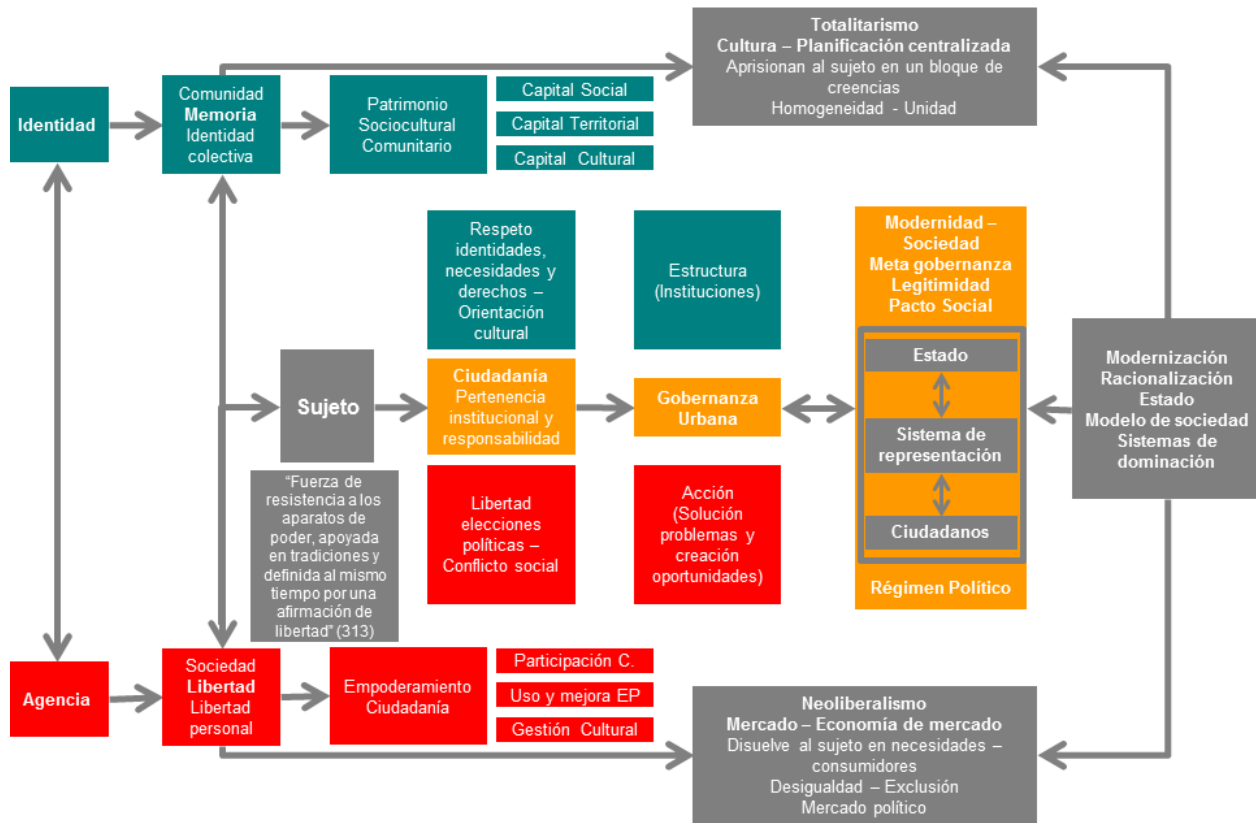 Totalitarismo
Cultura – Planificación centralizada
Aprisionan al sujeto en un bloque de
creencias
Homogeneidad - Unidad
Identidad
Comunidad
Memoria
Identidad
colectiva
Patrimonio
Sociocultural
Comunitario
Capital Social
Capital Territorial
Capital Cultural
Respeto
identidades,
necesidades y
derechos –
Orientación
cultural
Estructura
(Instituciones)
Modernidad –
Sociedad
Meta gobernanza
Legitimidad
Pacto Social
Estado
Sistema de
representación
Ciudadanos
Régimen Político
Modernización
Racionalización
Estado
Modelo de sociedad
Sistemas de
dominación
Sujeto
Ciudadanía
Pertenencia
institucional y
responsabilidad
Gobernanza
Urbana
“Fuerza de
resistencia a los
aparatos de
poder, apoyada
en tradiciones y
definida al mismo
tiempo por una
afirmación de
libertad” (313)
Libertad
elecciones
políticas –
Conflicto social
Acción
(Solución
problemas y
creación
oportunidades)
Agencia
Sociedad
Libertad
Libertad
personal
Empoderamiento
Ciudadanía
Participación C.
Uso y mejora EP
Gestión Cultural
Neoliberalismo
Mercado – Economía de mercado
Disuelve al sujeto en necesidades –
consumidores
Desigualdad – Exclusión
Mercado político